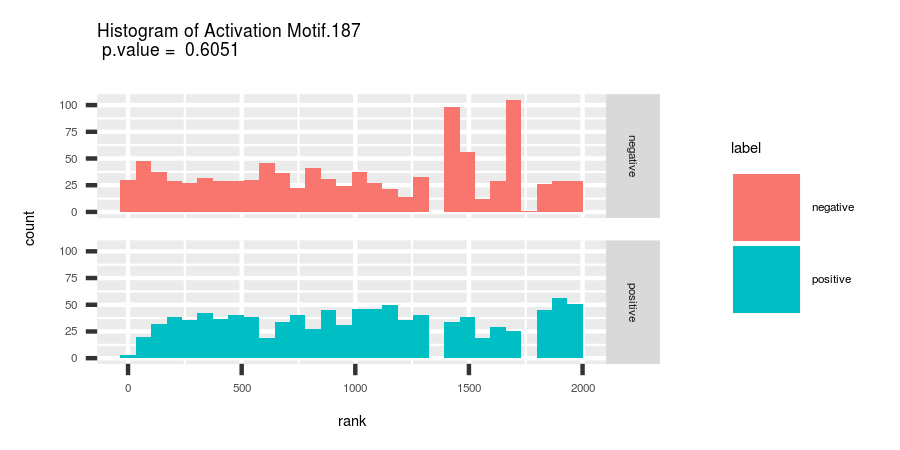 Histogram of Activation Motif.187
p.value = 0.6051
100
75
50
25
0
negative
100
75
50
25
0
positive
0
500
1000
1500
2000
rank
count
label
negative
positive